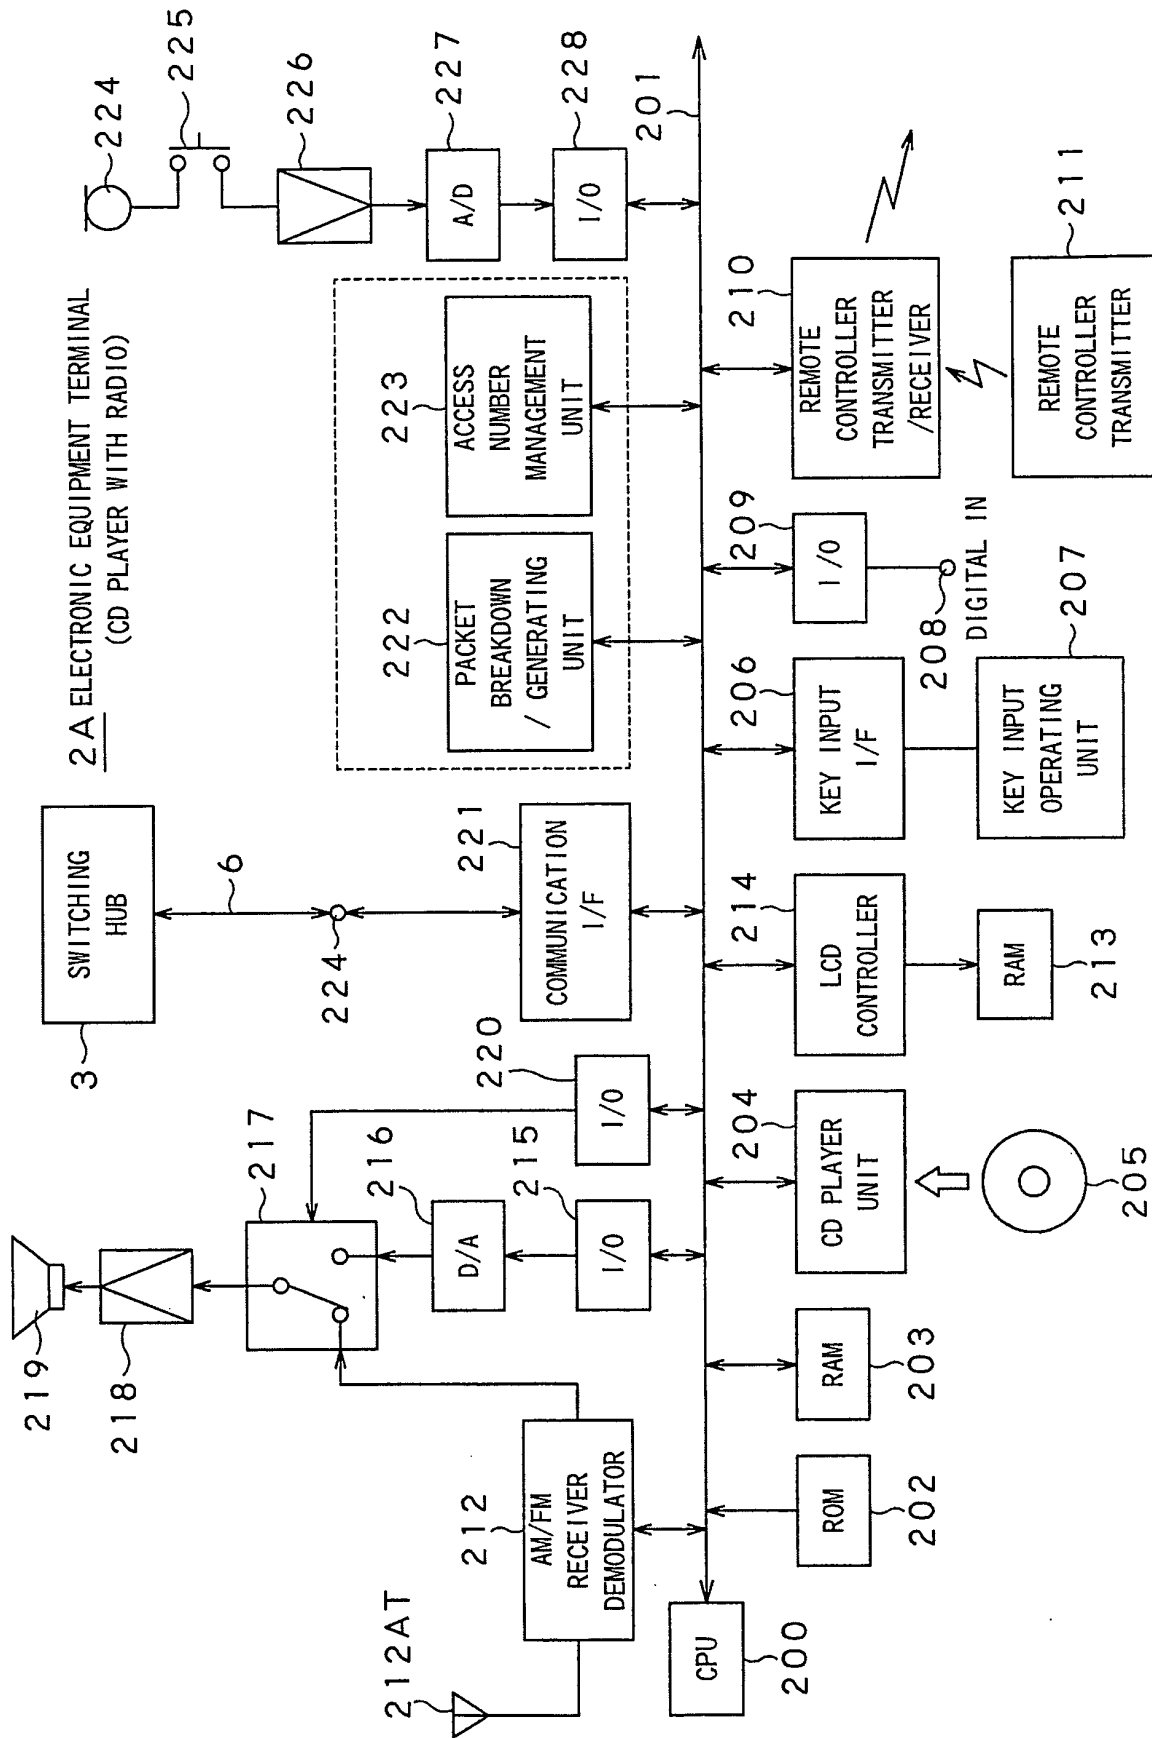 2A ELECTRONIC EQUIPMENT TERMINAL
(CD PLAYER WITH RADIO)
219
218
217
216
D/A
215
I/O
220
I/O
212AT
212
AM/FM
RECEIVER
DEMODULATOR
3
SWITCHING
HUB
6
224
221
COMMUNICATION
I/F
222
PACKET
BREAKDOWN
/ GENERATING
UNIT
223
ACCESS
NUMBER
MANAGEMENT
UNIT
224
225
226
227
A/D
228
I/O
201
CPU
200
ROM
202
RAM
203
204
CD PLAYER
UNIT
205
214
LCD
CONTROLLER
RAM
213
206
KEY INPUT
I/F
KEY INPUT
OPERATING
UNIT
207
209
I/O
208
DIGITAL IN
210
REMOTE
CONTROLLER
TRANSMITTER
/RECEIVER
REMOTE
CONTROLLER
TRANSMITTER
211